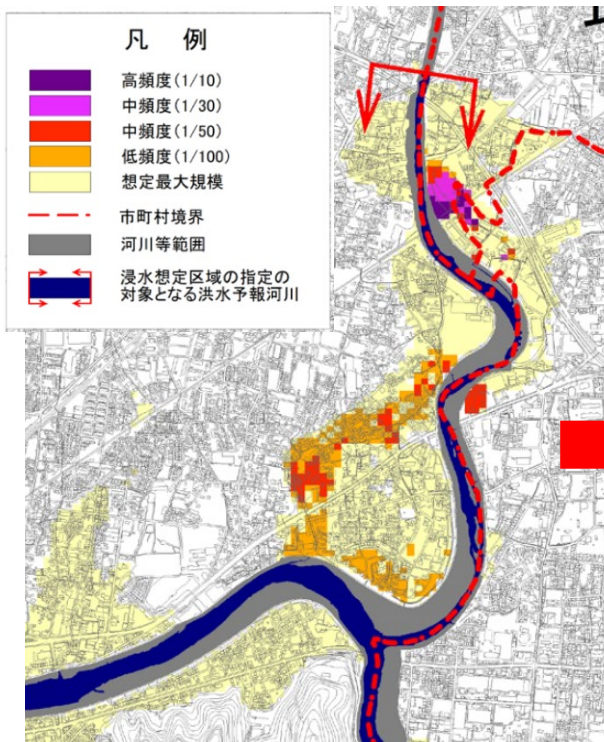 凡 例
高頻度(1/10)
中頻度(1/30)
中頻度(1/50)
低頻度(1/100)
想定最大規模
市町村境界
河川等範囲
浸水想定区域の指定の
対象となる洪水予報河川